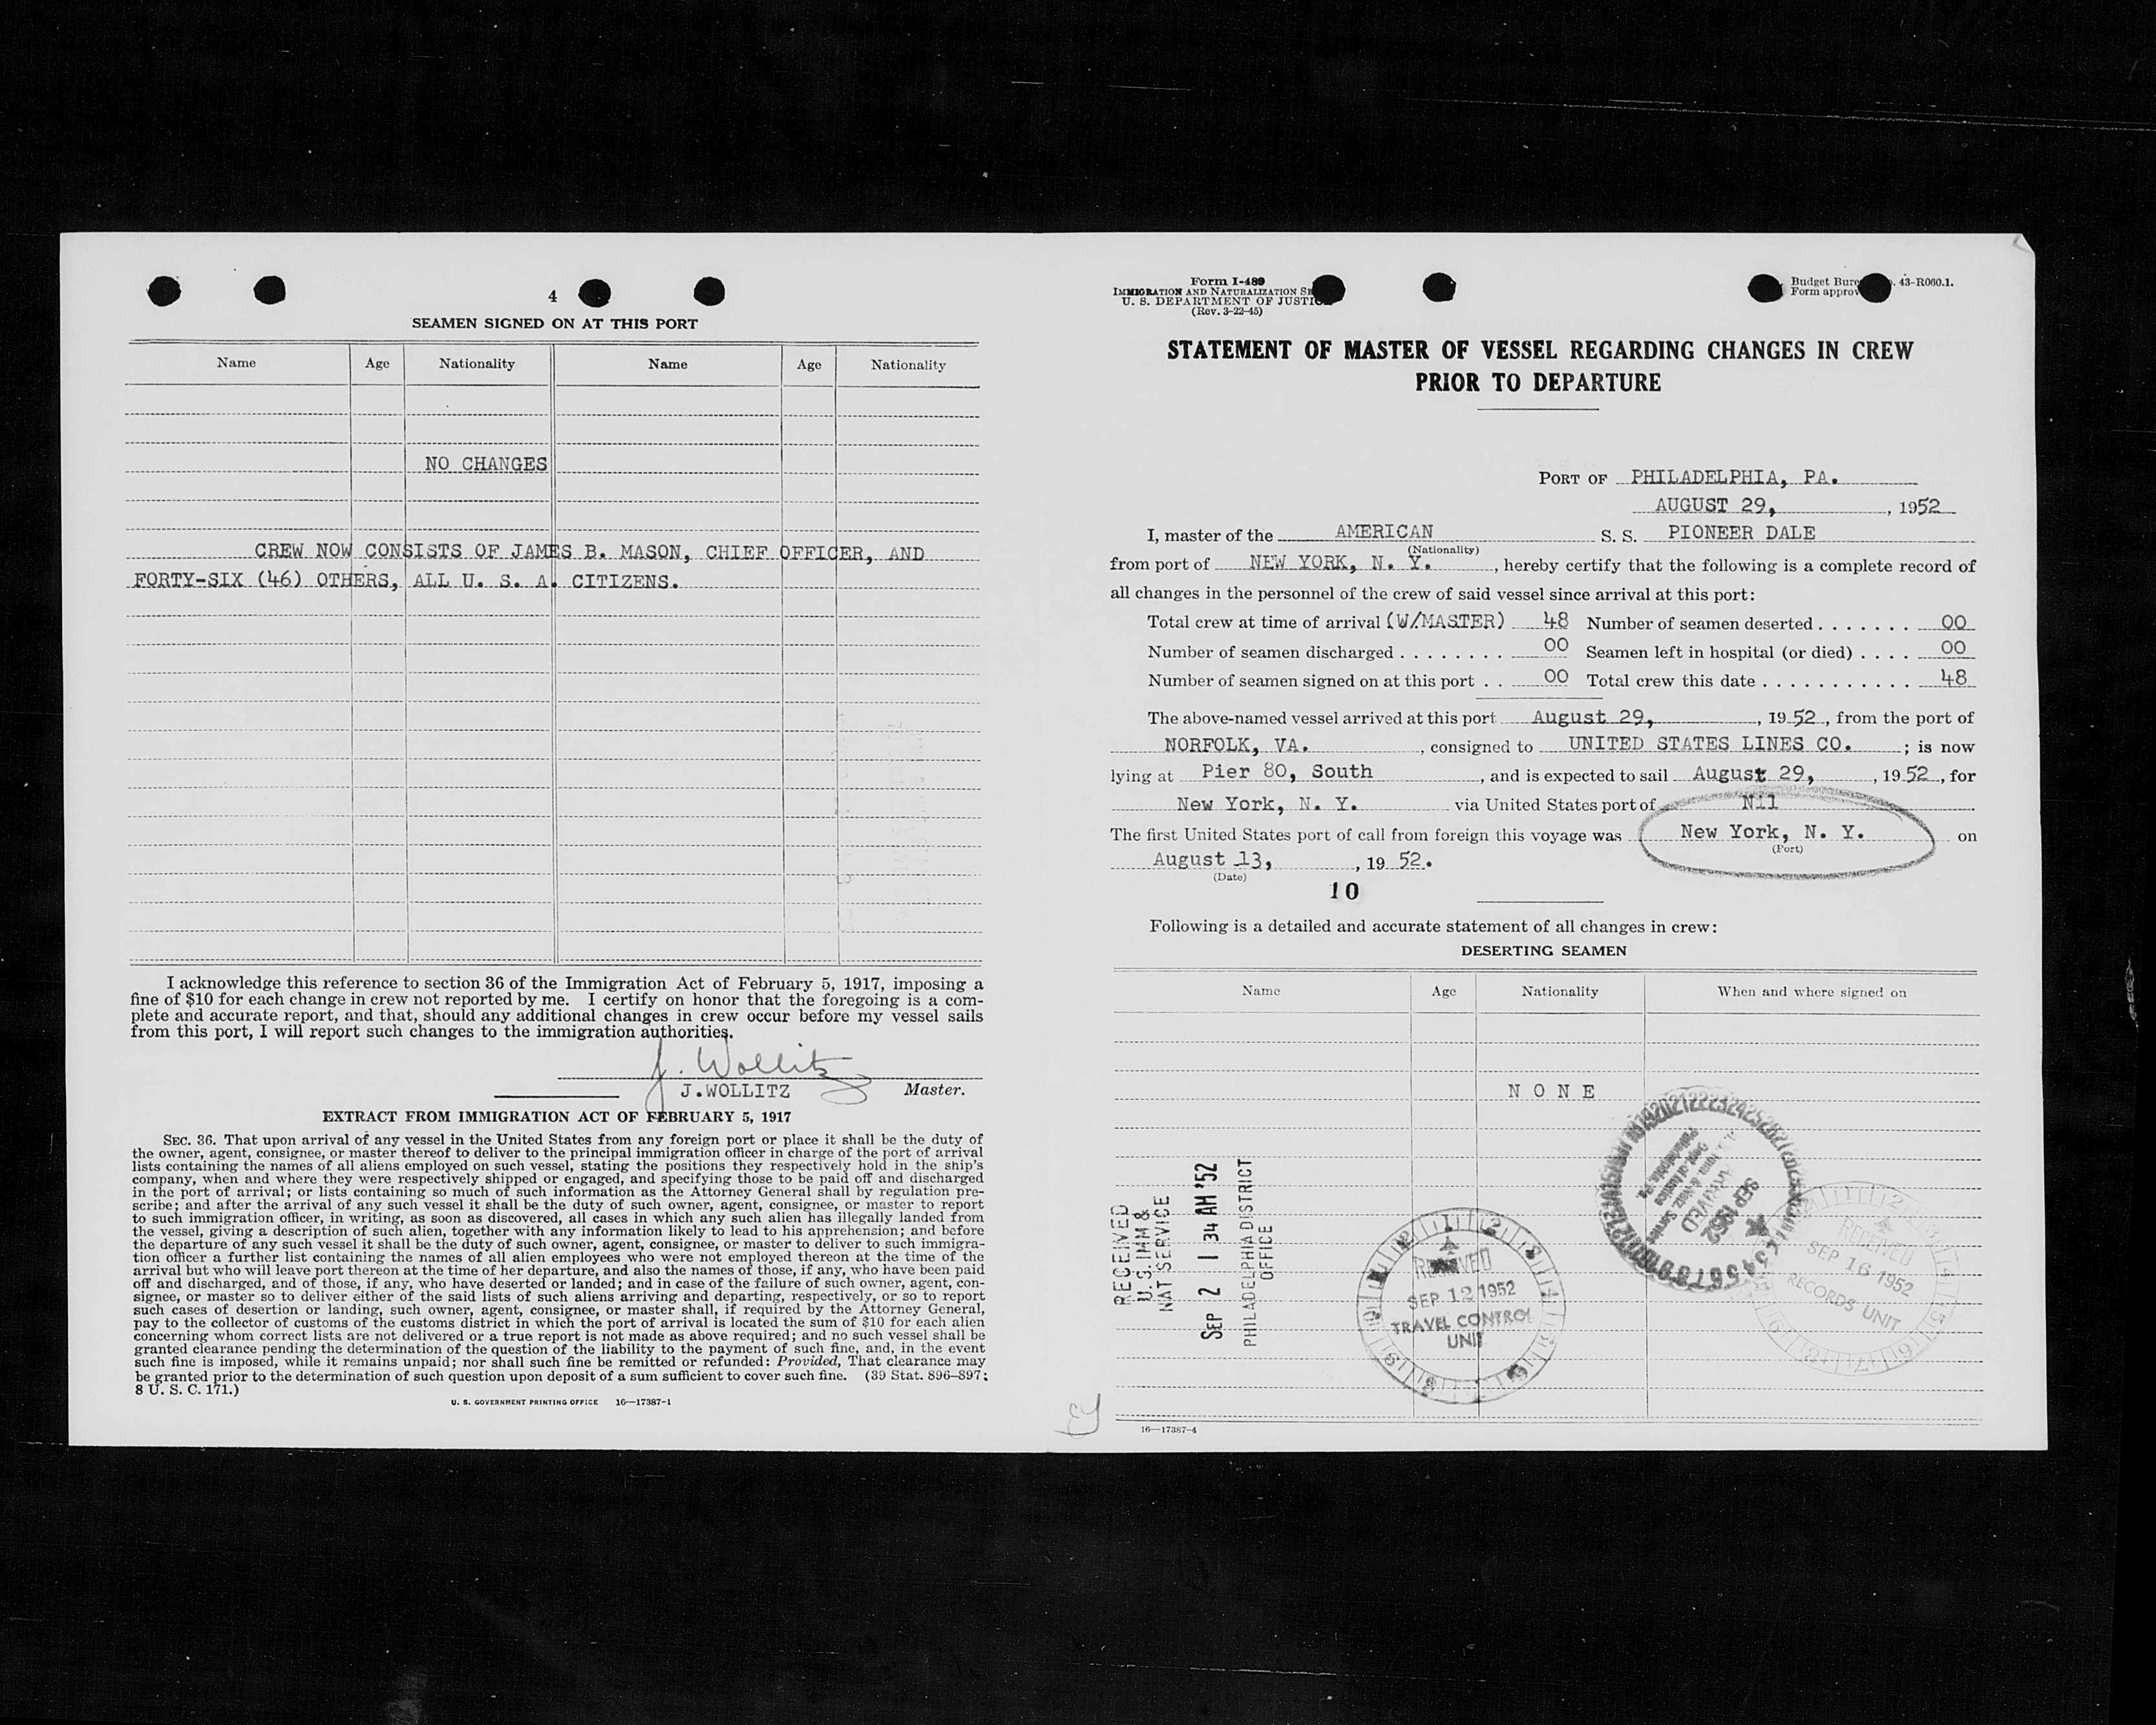 4
SEAMEN SIGNED ON AT THIS PORT
Name Age Nationality Name Age Nationality
NO CHANGES
CREW NOW CONSISTS OF JAMES B. MASON, CHIEF OFFICER, AND
FORTY-SIX (46) OTHERS, ALL U. S. A. CITIZENS.
I acknowledge this reference to section 36 of the Immigration Act of February 5, 1917, imposing a
fine of $10 for each change in crew not reported by me. I certify on honor that the foregoing is a com-
plete and accurate report, and that, should any additional changes in crew occur before my vessel sails
from this port, I will report such changes to the immigration authorities.
J. Wollitz
J.WOLLITZ Master.
EXTRACT FROM IMMIGRATION ACT OF FEBRUARY 5, 1917
SEC. 36. That upon arrival of any vessel in the United States from any foreign port or place it shall be the duty of
the owner, agent, consignee, or master thereof to deliver to the principal immigration officer in charge of the port of arrival
lists containing the names of all aliens employed on such vessel, stating the positions they respectively hold in the ship's
company, when and where they were respectively shipped or engaged, and specifying those to be paid off and discharged
in the port of arrival; or lists containing so much of such information as the Attorney General shall by regulation pre-
scribe; and after the arrival of any such vessel it shall be the duty of such owner, agent, consignee, or master to report
to such immigration officer, in writing, as soon as discovered, all cases in which any such alien has illegally landed from
the vessel, giving a description of such alien, together with any information likely to lead to his apprehension; and before
the departure of any such vessel it shall be the duty of such owner, agent, consignee, or master to deliver to such immigra-
tion officer a further list containing the names of all alien employees who were not employed thereon at the time of the
arrival but who will leave port thereon at the time of her departure, and also the names of those, if any, who have been paid
off and discharged, and of those, if any, who have deserted or landed; and in case of the failure of such owner, agent, con-
signee, or master so to deliver either of the said lists of such aliens arriving and departing, respectively, or so to report
such cases of desertion or landing, such owner, agent, consignee, or master shall, if required by the Attorney General,
pay to the collector of customs of the customs district in which the port of arrival is located the sum of $10 for each alien
concerning whom correct lists are not delivered or a true report is not made as above required; and no such vessel shall be
granted clearance pending the determination of the question of the liability to the payment of such fine, and, in the event
such fine is imposed, while it remains unpaid; nor shall such fine be remitted or refunded: Provided, That clearance may
be granted prior to the determination of such question upon deposit of a sum sufficient to cover such fine. (39 Stat. 896–897;
8 U. S. C. 171.)
U. S. GOVERNMENT PRINTING OFFICE 16—17387-1
Form I-489
IMMIGRATION AND NATURALIZATION
U. S. DEPARTMENT OF JUSTIC
(Rev. 3-22-45)
Budget Bure . 43-R060.1.
Form approv
STATEMENT OF MASTER OF VESSEL REGARDING CHANGES IN CREW
PRIOR TO DEPARTURE
PORT OF PHILADELPHIA, PA.
AUGUST 29, , 1952
I, master of the AMERICAN S. S. PIONEER DALE
(Nationality)
from port of NEW YORK, N. Y. , hereby certify that the following is a complete record of
all changes in the personnel of the crew of said vessel since arrival at this port:
Total crew at time of arrival (W/MASTER) 48 Number of seamen deserted . . . . . . . 00
Number of seamen discharged . . . . . . . . 00 Seamen left in hospital (or died) . . . . 00
Number of seamen signed on at this port . . 00 Total crew this date . . . . . . . . . . . 48
The above-named vessel arrived at this port August 29, , 19 52 , from the port of
NORFOLK, VA. , consigned to UNITED STATES LINES CO. ; is now
lying at Pier 80, South , and is expected to sail August 29, , 19 52 , for
New York, N. Y. via United States port of Nil
The first United States port of call from foreign this voyage was New York, N. Y. on
(Port)
August 13, , 19 52.
(Date)
10
Following is a detailed and accurate statement of all changes in crew:
DESERTING SEAMEN
Name Age Nationality When and where signed on
N O N E
RECEIVED
U.S. IMM &
NAT SERVICE
SEP 2 1 34 AM '52
PHILADELPHIA DISTRICT
OFFICE
RECEIVED
SEP 12 1952
TRAVEL CONTROL
UNIT
SEP 1952
RECEIVED
SEP 16 1952
RECORDS UNIT
16—17387-4